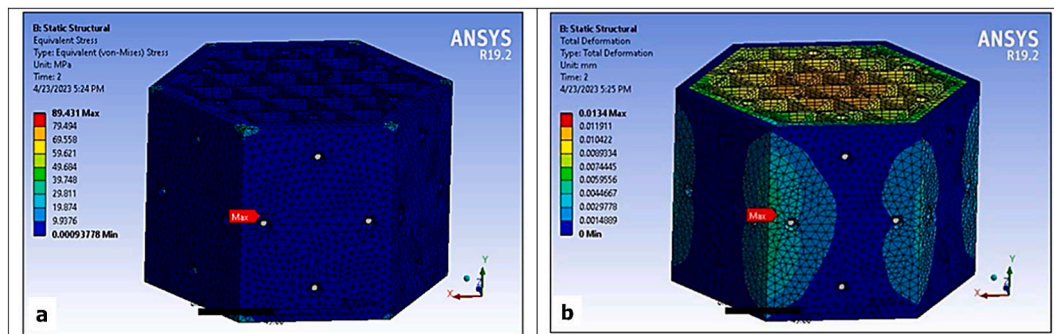 B: Static Structural
Equivalent Stress
Type: Equivalent (von-Mises) Stress
Unit: MPa
Time: 2
4/23/2023 5:24 PM
89.431 Max
79.494
69.558
59.621
49.684
39.748
29.811
19.874
9.9376
0.00093778 Min
ANSYS
R19.2
Max
Y
X
a
B: Static Structural
Total Deformation
Type: Total Deformation
Unit: mm
Time: 2
4/23/2023 5:25 PM
0.0134 Max
0.011911
0.010422
0.0089334
0.0074445
0.0059556
0.0044667
0.0029778
0.0014889
0 Min
ANSYS
R19.2
Max
Y
X
b